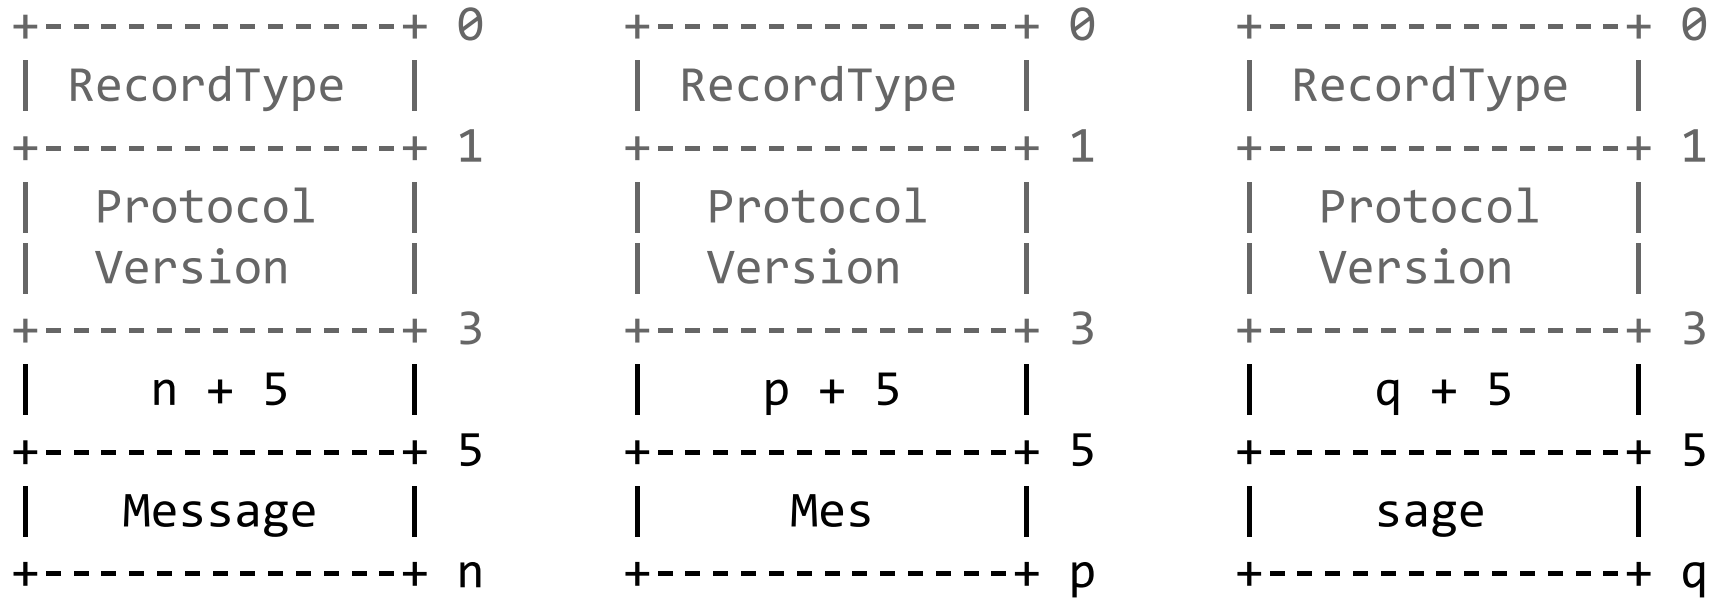 +--------------+ 0     +--------------+ 0     +--------------+ 0
|  RecordType  |       |  RecordType  |       |  RecordType  |
+--------------+ 1     +--------------+ 1     +--------------+ 1
|   Protocol   |       |   Protocol   |       |   Protocol   |
|   Version    |       |   Version    |       |   Version    |
+--------------+ 3     +--------------+ 3     +--------------+ 3
|     n + 5    |       |     p + 5    |       |     q + 5    |
+--------------+ 5     +--------------+ 5     +--------------+ 5
|    Message   |       |      Mes     |       |     sage     |
+--------------+ n     +--------------+ p     +--------------+ q